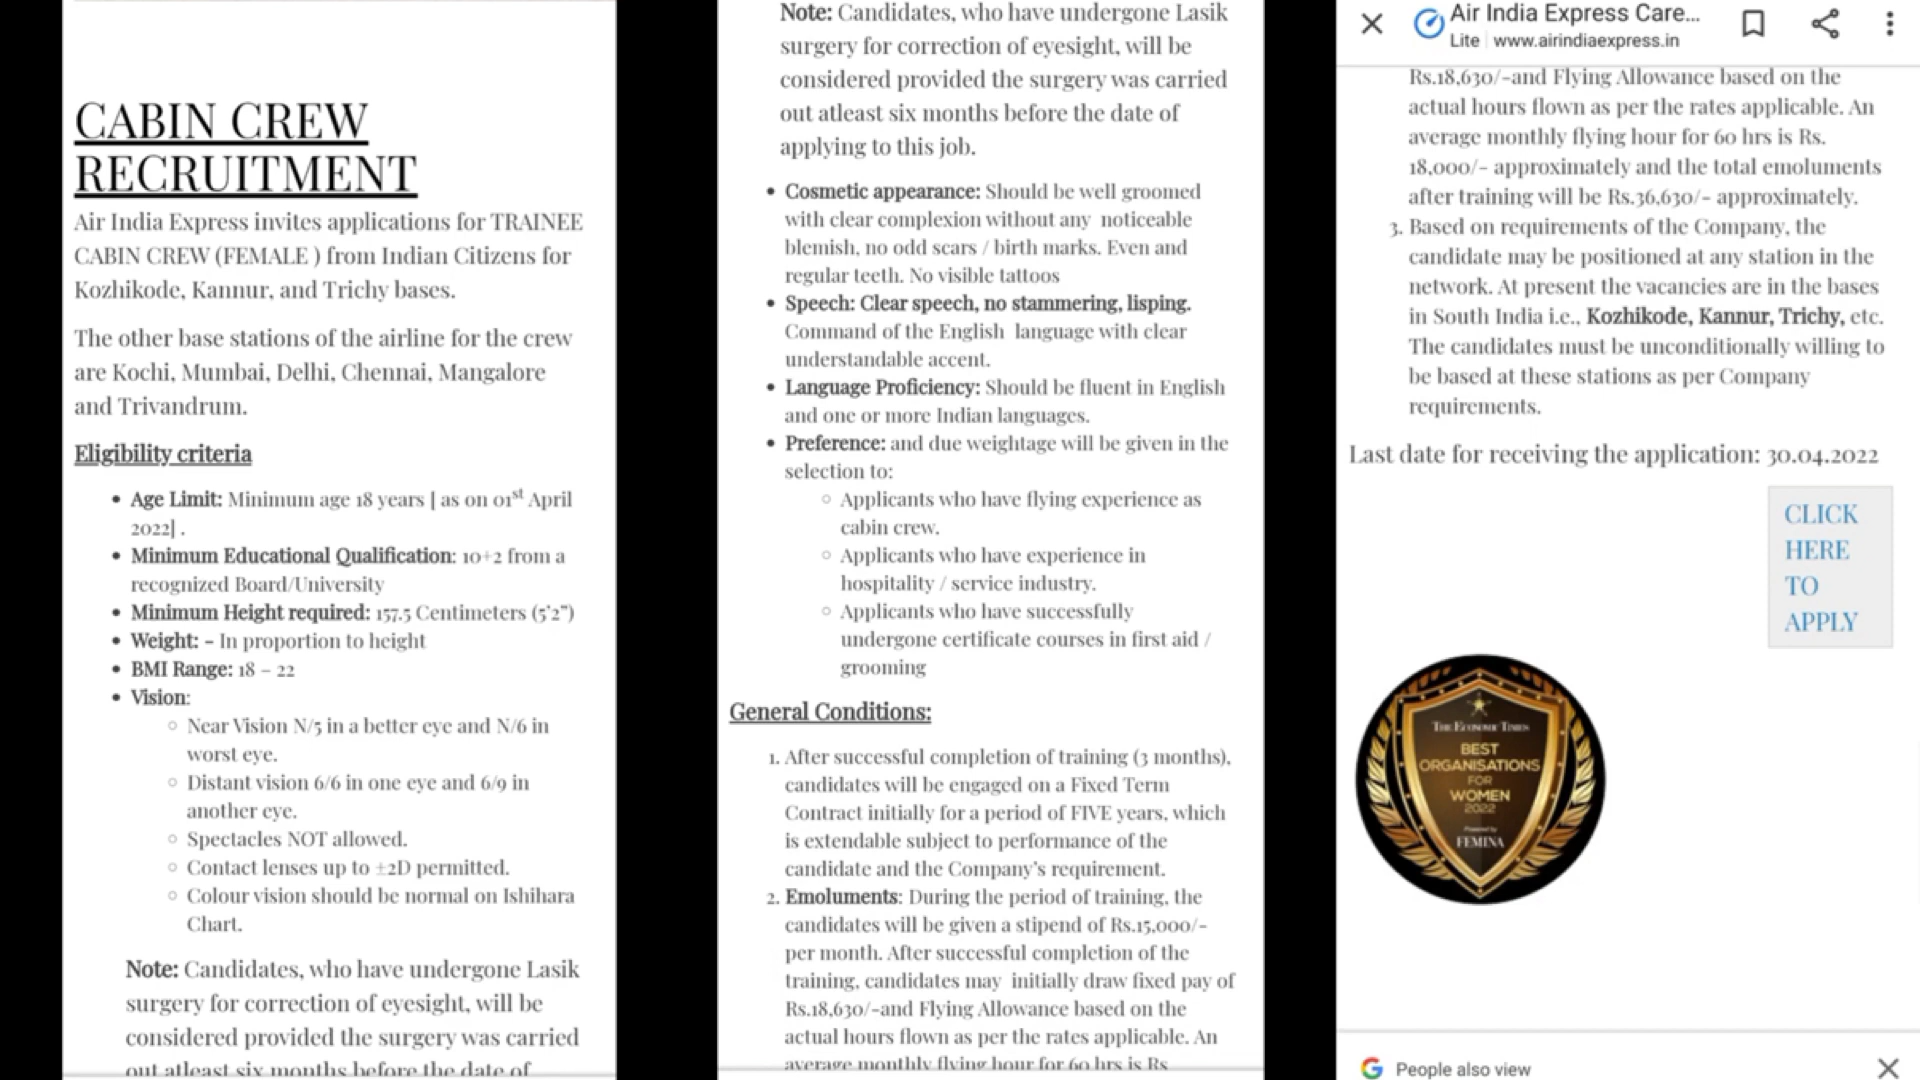 CABIN CREW
RECRUITMENT
Air India Express invites applications for TRAINEE
CABIN CREW (FEMALE ) from Indian Citizens for
Kozhikode, Kannur, and Trichy bases.
The other base stations of the airline for the crew
are Kochi, Mumbai, Delhi, Chennai, Mangalore
and Trivandrum.
Eligibility criteria
• Age Limit: Minimum age 18 years [ as on 01st April
2022] .
• Minimum Educational Qualification: 10+2 from a
recognized Board/University
• Minimum Height required: 157.5 Centimeters (5'2")
• Weight: - In proportion to height
• BMI Range: 18 – 22
• Vision:
○ Near Vision N/5 in a better eye and N/6 in
worst eye.
○ Distant vision 6/6 in one eye and 6/9 in
another eye.
○ Spectacles NOT allowed.
○ Contact lenses up to ±2D permitted.
○ Colour vision should be normal on Ishihara
Chart.
Note: Candidates, who have undergone Lasik
surgery for correction of eyesight, will be
considered provided the surgery was carried
out atleast six months before the date of
Note: Candidates, who have undergone Lasik
surgery for correction of eyesight, will be
considered provided the surgery was carried
out atleast six months before the date of
applying to this job.
• Cosmetic appearance: Should be well groomed
with clear complexion without any noticeable
blemish, no odd scars / birth marks. Even and
regular teeth. No visible tattoos
• Speech: Clear speech, no stammering, lisping.
Command of the English language with clear
understandable accent.
• Language Proficiency: Should be fluent in English
and one or more Indian languages.
• Preference: and due weightage will be given in the
selection to:
○ Applicants who have flying experience as
cabin crew.
○ Applicants who have experience in
hospitality / service industry.
○ Applicants who have successfully
undergone certificate courses in first aid /
grooming
General Conditions:
1. After successful completion of training (3 months),
candidates will be engaged on a Fixed Term
Contract initially for a period of FIVE years, which
is extendable subject to performance of the
candidate and the Company's requirement.
2. Emoluments: During the period of training, the
candidates will be given a stipend of Rs.15,000/-
per month. After successful completion of the
training, candidates may initially draw fixed pay of
Rs.18,630/-and Flying Allowance based on the
actual hours flown as per the rates applicable. An
average monthly flying hour for 60 hrs is Rs.
Air India Express Care...
Lite | www.airindiaexpress.in
Rs.18,630/-and Flying Allowance based on the
actual hours flown as per the rates applicable. An
average monthly flying hour for 60 hrs is Rs.
18,000/- approximately and the total emoluments
after training will be Rs.36,630/- approximately.
3. Based on requirements of the Company, the
candidate may be positioned at any station in the
network. At present the vacancies are in the bases
in South India i.e., Kozhikode, Kannur, Trichy, etc.
The candidates must be unconditionally willing to
be based at these stations as per Company
requirements.
Last date for receiving the application: 30.04.2022
CLICK
HERE
TO
APPLY
THE ECONOMIC TIMES
BEST
ORGANISATIONS
FOR
WOMEN
2022
Powered by
FEMINA
People also view